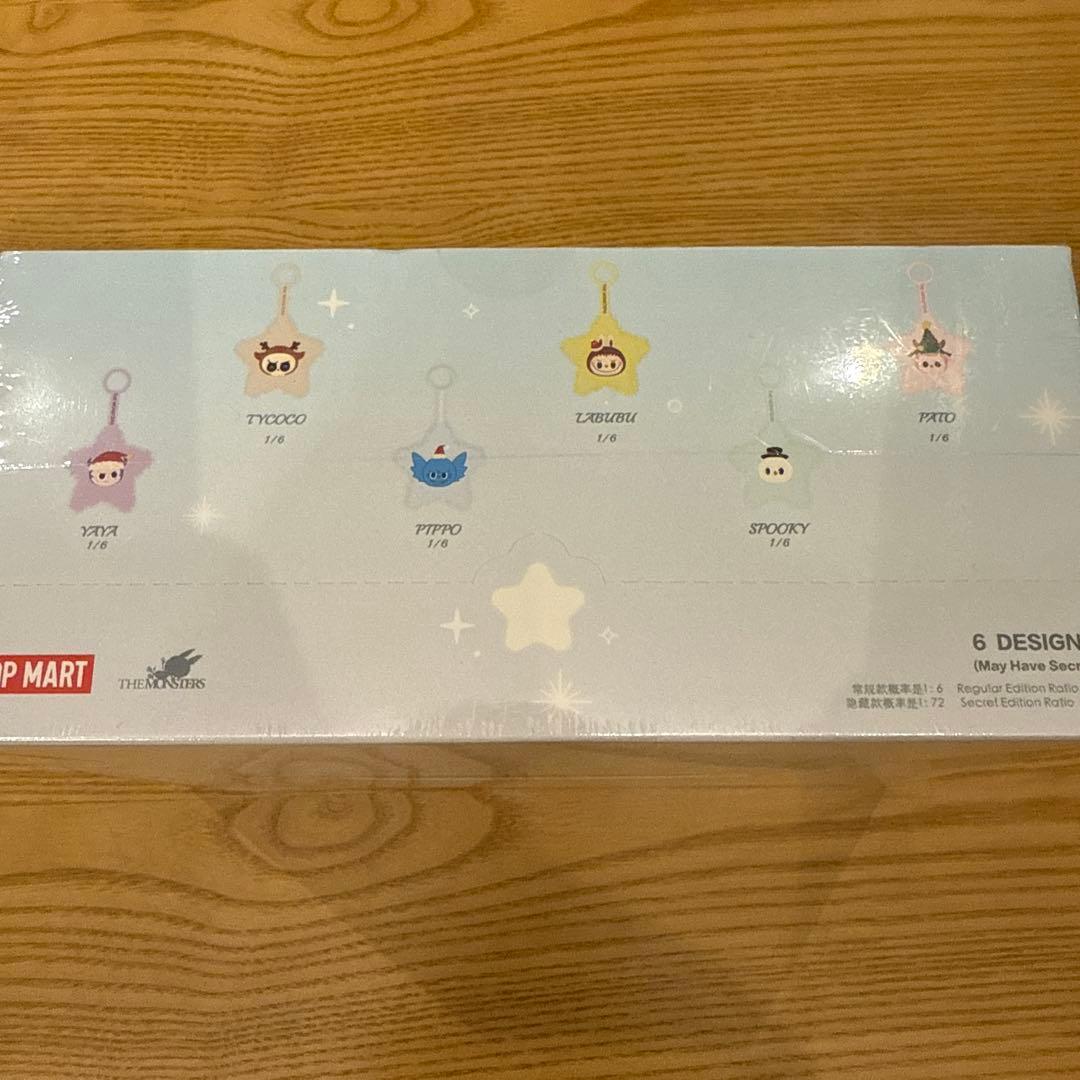 TYCOCO
1/6
LABUBU
1/6
PATO
1/6
YAYA
1/6
PIPPO
1/6
SPOOKY
1/6
OP MART
THE MONSTERS
6 DESIGN
(May Have Secr
常规款概率是1:6 Regular Edition Ratio
隐藏款概率是1:72 Secret Edition Ratio